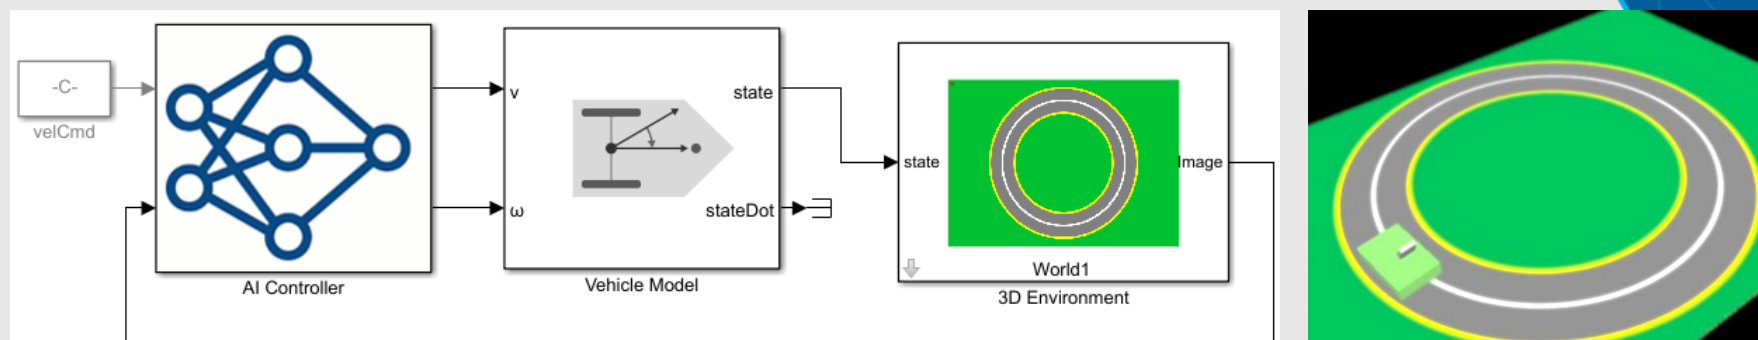 -C-
velCmd
AI Controller
v
ω
state
stateDot
Vehicle Model
state
Image
World1
3D Environment